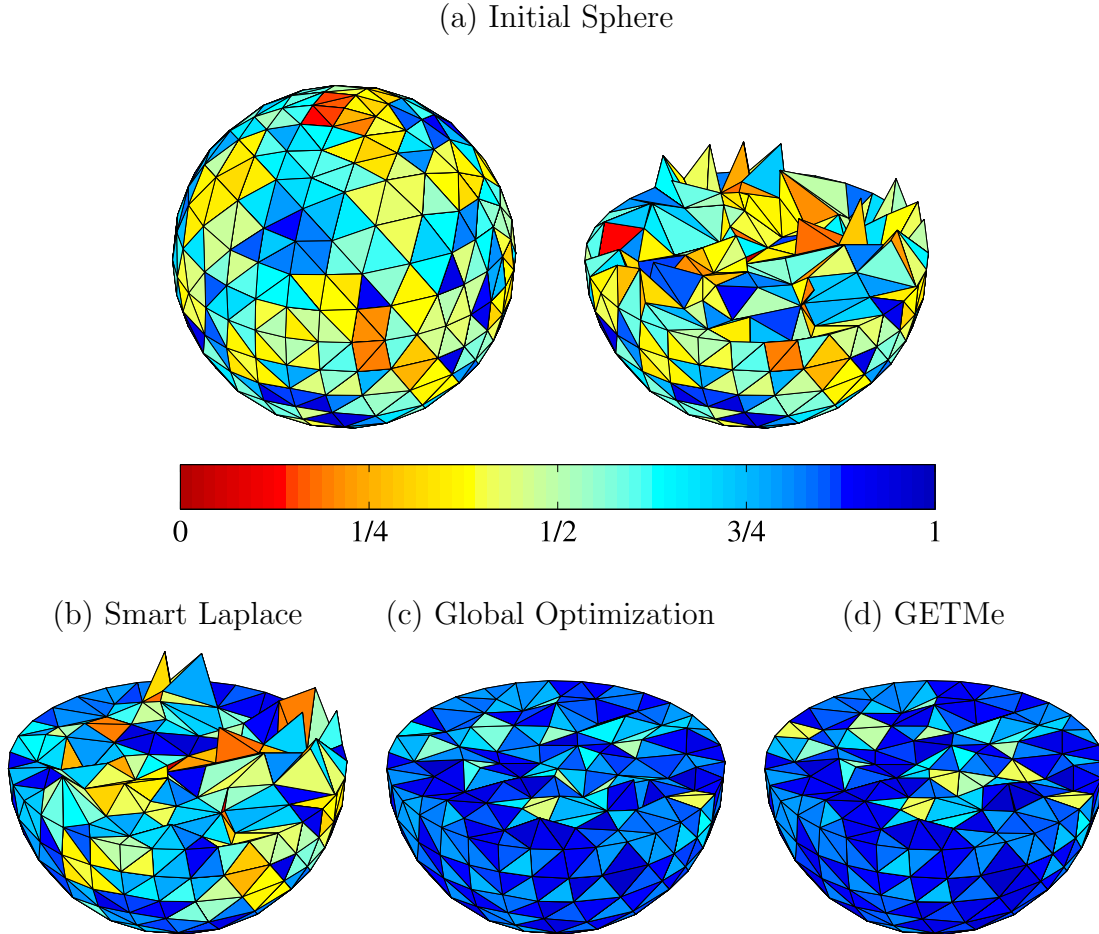 (a) Initial Sphere
0 1/4 1/2 3/4 1
(b) Smart Laplace (c) Global Optimization (d) GETMe